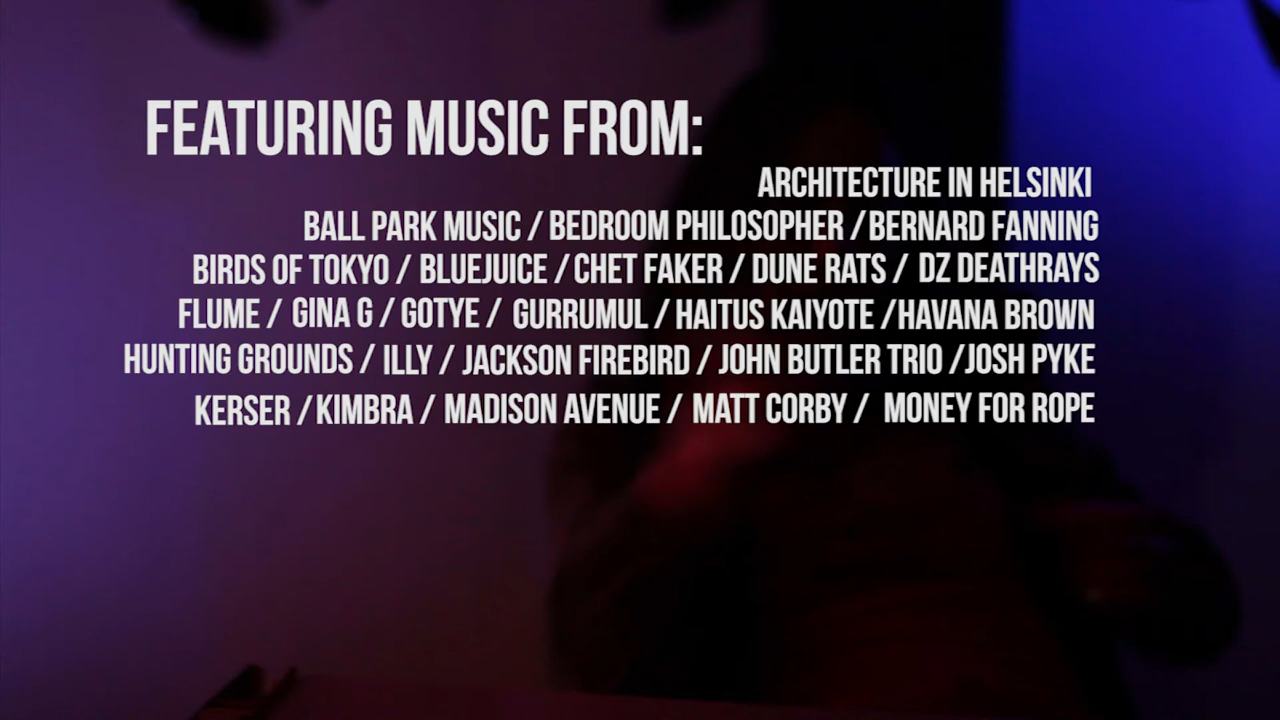 FEATURING MUSIC FROM:
ARCHITECTURE IN HELSINKI
BALL PARK MUSIC / BEDROOM PHILOSOPHER / BERNARD FANNING
BIRDS OF TOKYO / BLUEJUICE / CHET FAKER / DUNE RATS / DZ DEATHRAYS
FLUME / GINA G / GOTYE / GURRUMUL / HAITUS KAIYOTE / HAVANA BROWN
HUNTING GROUNDS / ILLY / JACKSON FIREBIRD / JOHN BUTLER TRIO / JOSH PYKE
KERSER / KIMBRA / MADISON AVENUE / MATT CORBY / MONEY FOR ROPE